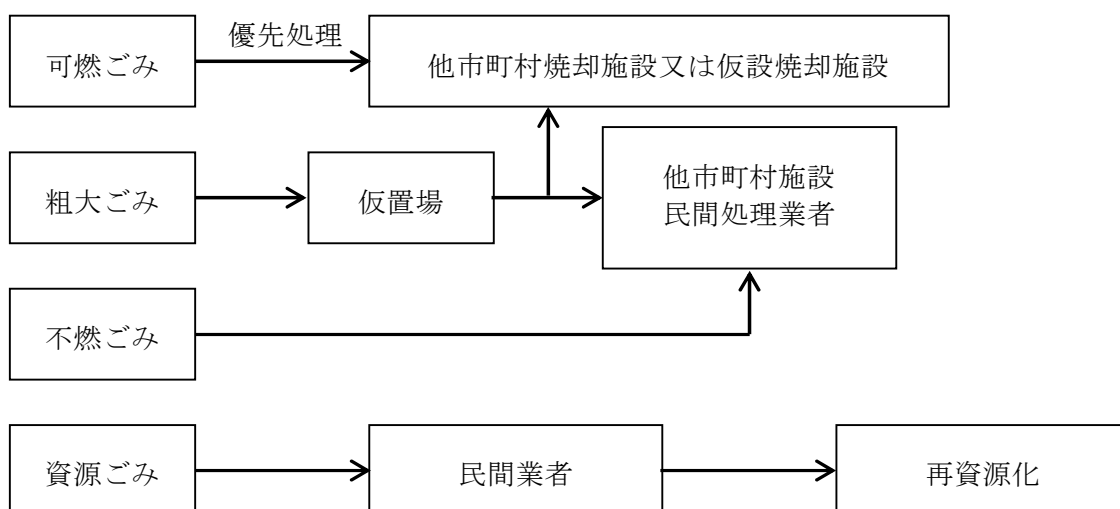 可燃ごみ
優先処理
他市町村焼却施設又は仮設焼却施設
粗大ごみ
仮置場
他市町村施設
民間処理業者
不燃ごみ
資源ごみ
民間業者
再資源化